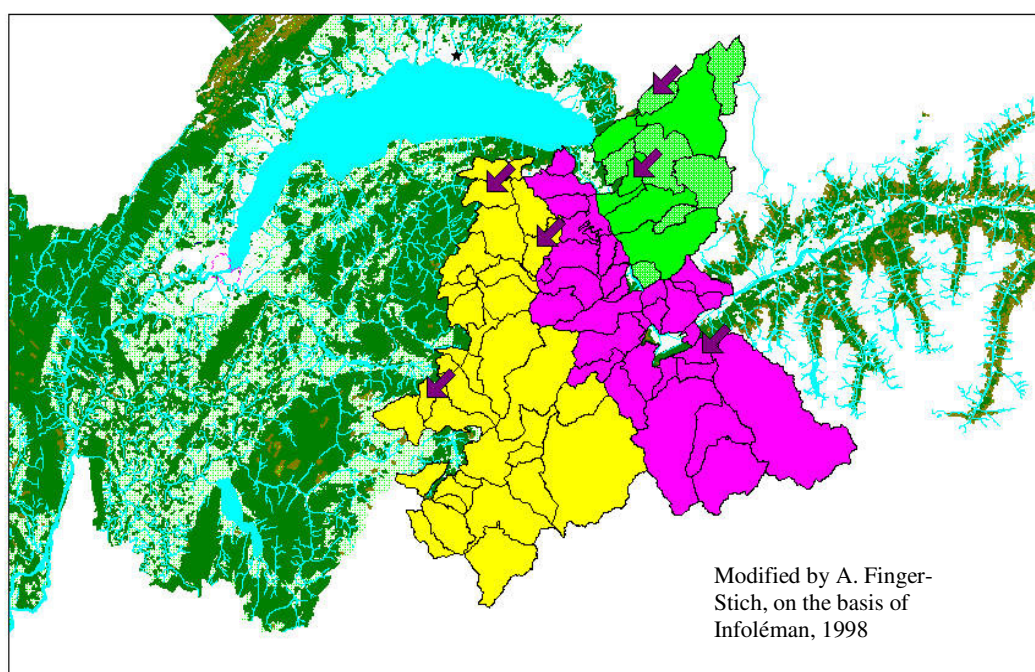 Modified by A. Finger-
Stich, on the basis of
Infoléman, 1998